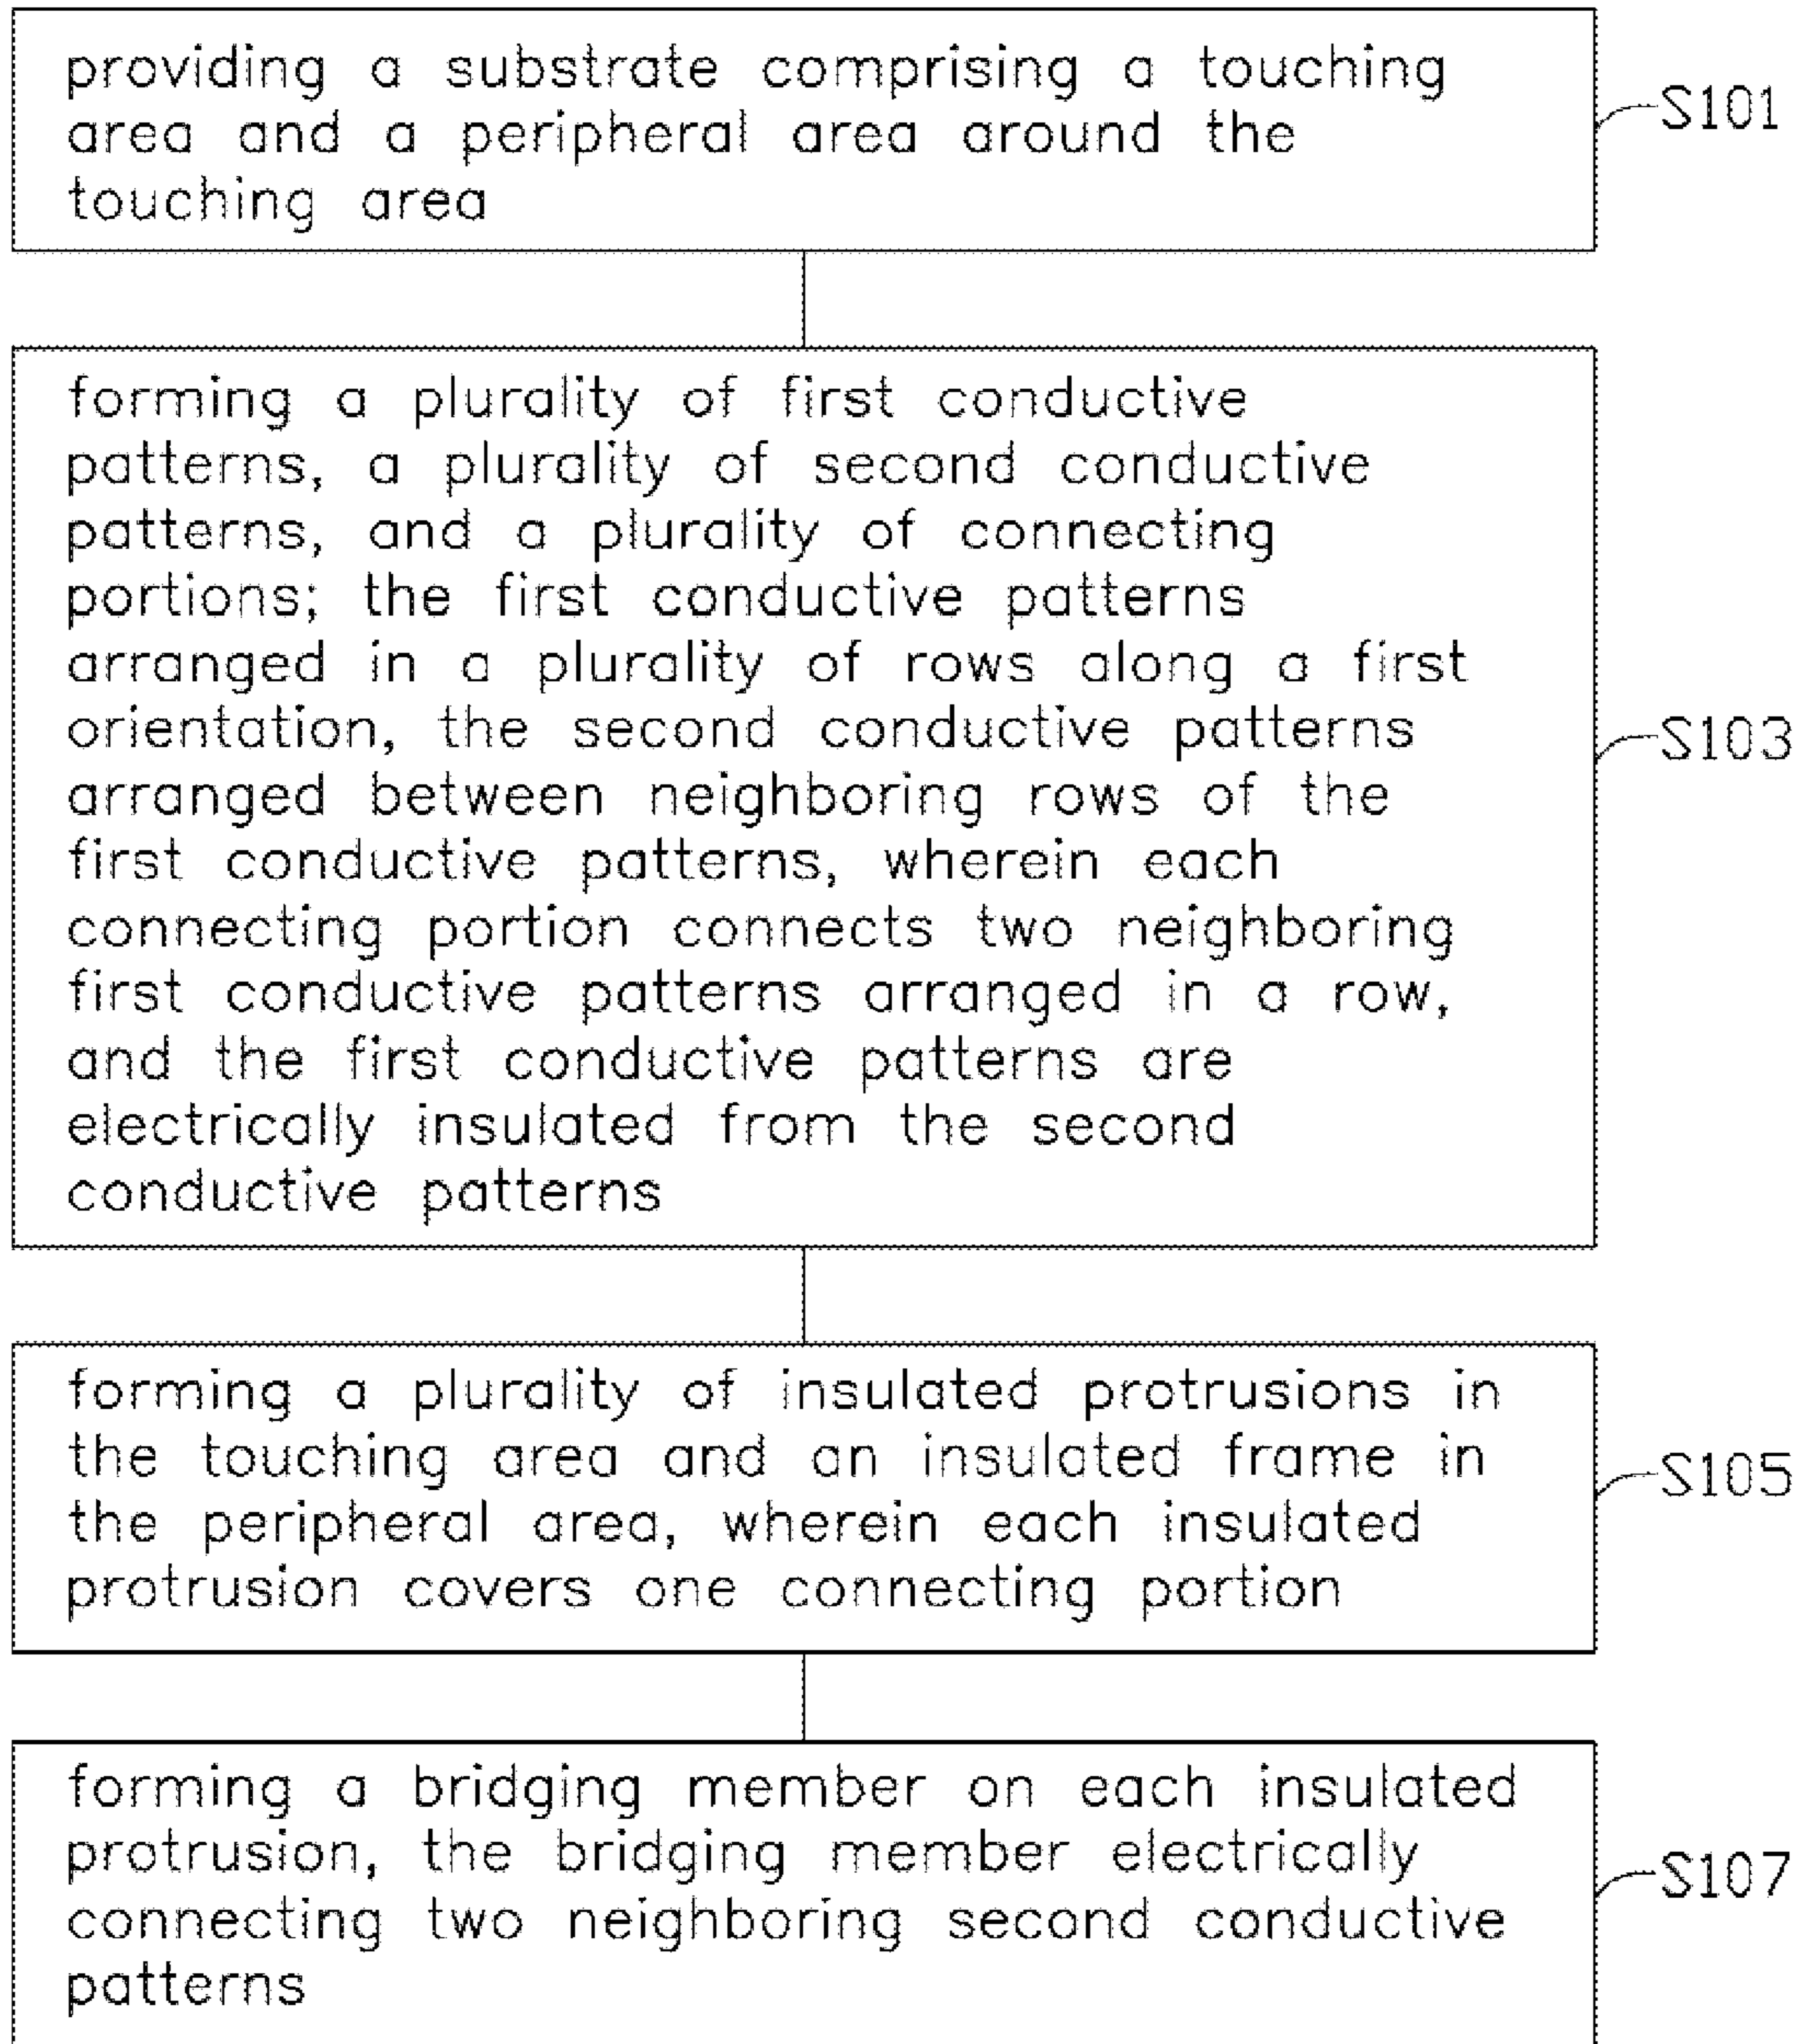 providing a substrate comprising a touching
area and a peripheral area around the
touching area
S101
forming a plurality of first conductive
patterns, a plurality of second conductive
patterns, and a plurality of connecting
portions; the first conductive patterns
arranged in a plurality of rows along a first
orientation, the second conductive patterns
arranged between neighboring rows of the
first conductive patterns, wherein each
connecting portion connects two neighboring
first conductive patterns arranged in a row,
and the first conductive patterns are
electrically insulated from the second
conductive patterns
S103
forming a plurality of insulated protrusions in
the touching area and an insulated frame in
the peripheral area, wherein each insulated
protrusion covers one connecting portion
S105
forming a bridging member on each insulated
protrusion, the bridging member electrically
connecting two neighboring second conductive
patterns
S107